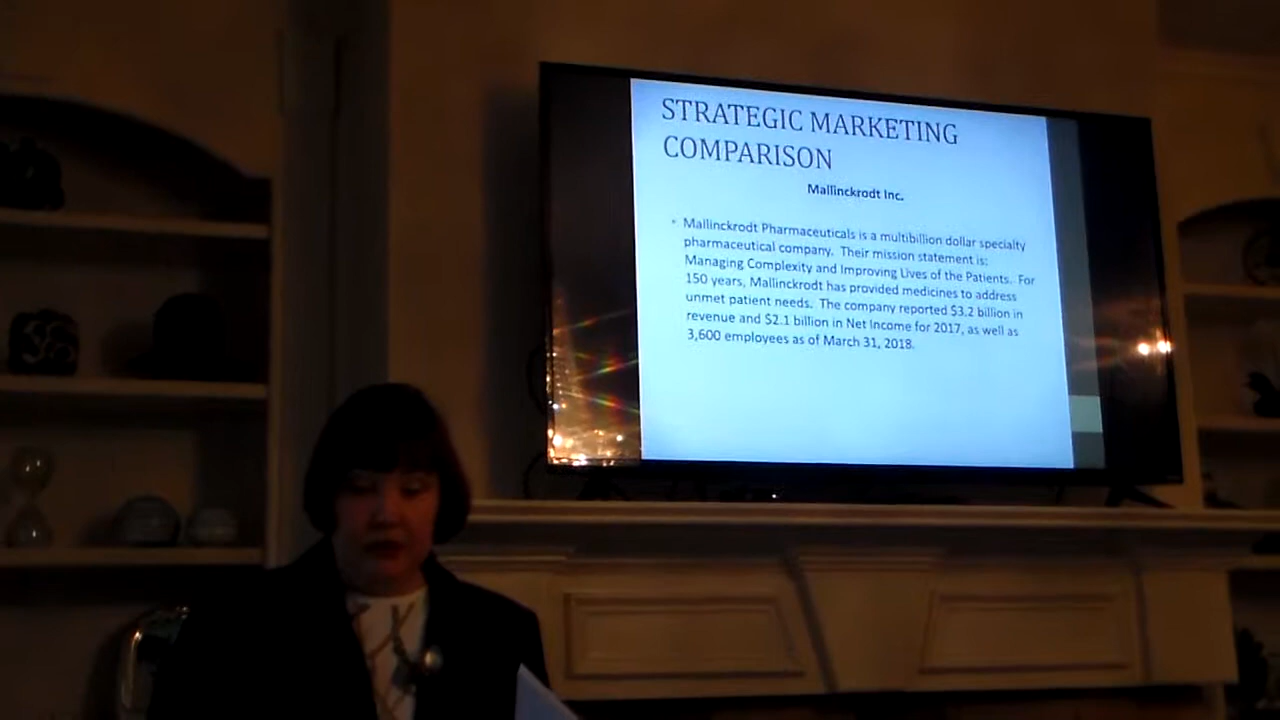 STRATEGIC MARKETING
COMPARISON
Mallinckrodt Inc.
• Mallinckrodt Pharmaceuticals is a multibillion dollar specialty
pharmaceutical company. Their mission statement is:
Managing Complexity and Improving Lives of the Patients. For
150 years, Mallinckrodt has provided medicines to address
unmet patient needs. The company reported $3.2 billion in
revenue and $2.1 billion in Net Income for 2017, as well as
3,600 employees as of March 31, 2018.